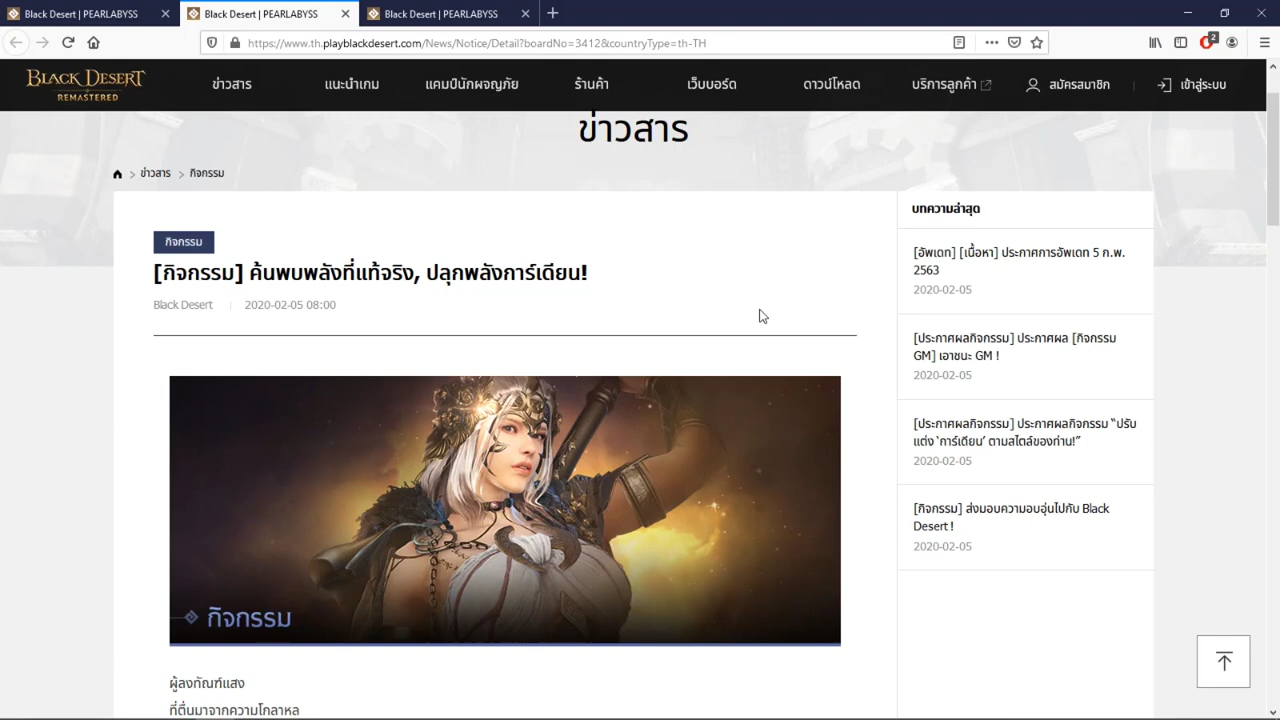 Black Desert | PEARLABYSS
Black Desert | PEARLABYSS
Black Desert | PEARLABYSS
https://www.th.playblackdesert.com/News/Notice/Detail?boardNo=3412&countryType=th-TH
2
BLACK DESERT
REMASTERED
ข่าวสาร
แนะนำเกม
แคมป์นักผจญภัย
ร้านค้า
เว็บบอร์ด
ดาวน์โหลด
บริการลูกค้า
สมัครสมาชิก
เข้าสู่ระบบ
ข่าวสาร
ข่าวสาร > กิจกรรม
กิจกรรม
[กิจกรรม] ค้นพบพลังที่แท้จริง, ปลุกพลังการ์เดียน!
Black Desert
2020-02-05 08:00
กิจกรรม
ผู้ลงทัณฑ์แสง
ที่ตื่นมาจากความโกลาหล
บทความล่าสุด
[อัพเดท] [เนื้อหา] ประกาศการอัพเดท 5 ก.พ.
2563
2020-02-05
[ประกาศผลกิจกรรม] ประกาศผล [กิจกรรม
GM] เอาชนะ GM !
2020-02-05
[ประกาศผลกิจกรรม] ประกาศผลกิจกรรม “ปรับ
แต่ง ‘การ์เดียน’ ตามสไตล์ของท่าน!”
2020-02-05
[กิจกรรม] ส่งมอบความอบอุ่นไปกับ Black
Desert !
2020-02-05